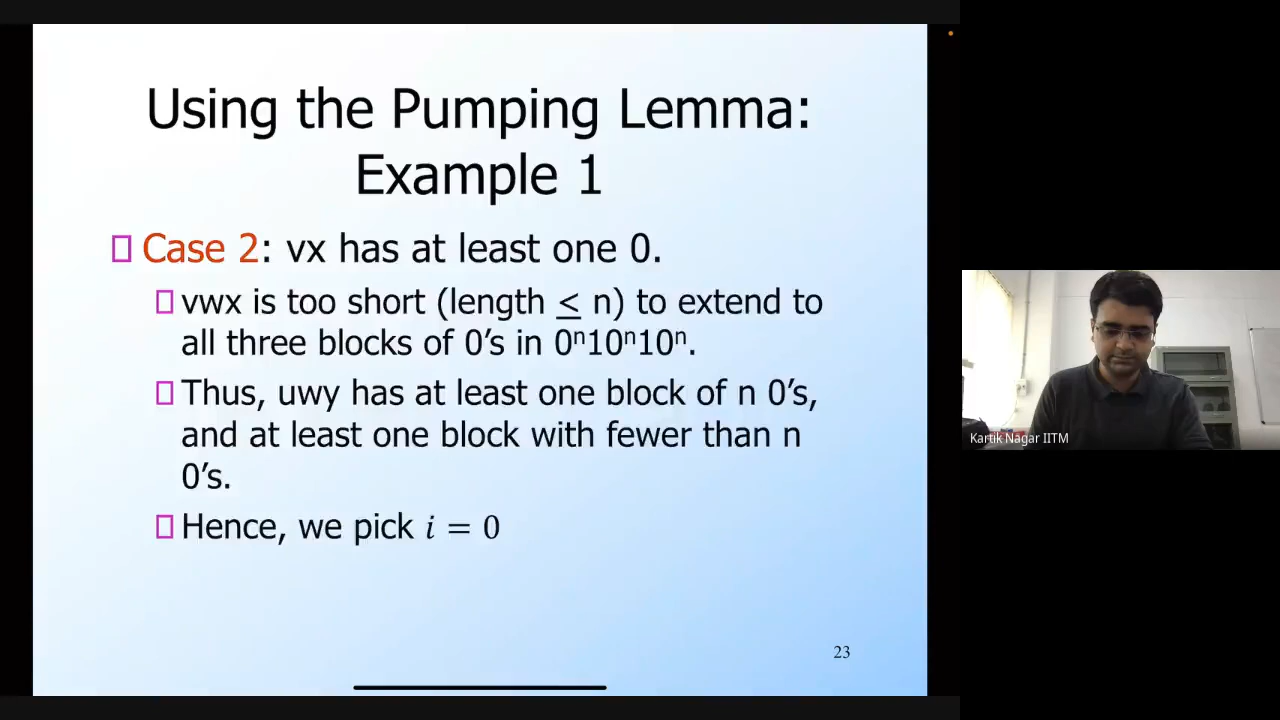 Using the Pumping Lemma:
Example 1
Case 2: vx has at least one 0.
vwx is too short (length ≤ n) to extend to
all three blocks of 0’s in 0ⁿ10ⁿ10ⁿ.
Thus, uwy has at least one block of n 0’s,
and at least one block with fewer than n
0’s.
Hence, we pick i = 0
23
Kartik Nagar IITM